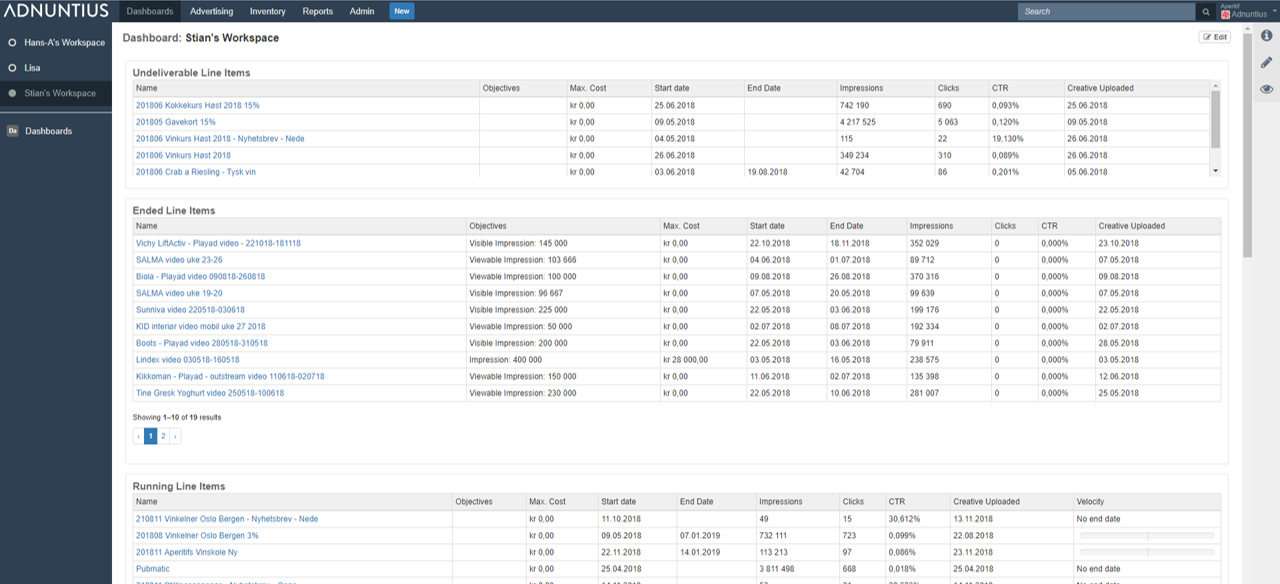 ADNUNTIUS Dashboards Advertising Inventory Reports Admin New Search Aperitif Adnuntius
Hans-A's Workspace
Lisa
Stian's Workspace
Da Dashboards
Dashboard: Stian's Workspace Edit
Undeliverable Line Items
Name Objectives Max. Cost Start date End Date Impressions Clicks CTR Creative Uploaded
201806 Kokkekurs Høst 2018 15% kr 0,00 25.06.2018 742 190 690 0,093% 25.06.2018
201805 Gavekort 15% kr 0,00 09.05.2018 4 217 525 5 063 0,120% 09.05.2018
201806 Vinkurs Høst 2018 - Nyhetsbrev - Nede kr 0,00 04.05.2018 115 22 19,130% 26.06.2018
201806 Vinkurs Høst 2018 kr 0,00 26.06.2018 349 234 310 0,089% 26.06.2018
201806 Crab a Riesling - Tysk vin kr 0,00 03.06.2018 19.08.2018 42 704 86 0,201% 05.06.2018
Ended Line Items
Name Objectives Max. Cost Start date End Date Impressions Clicks CTR Creative Uploaded
Vichy LiftActiv - Playad video - 221018-181118 Visible Impression: 145 000 kr 0,00 22.10.2018 18.11.2018 352 029 0 0,000% 23.10.2018
SALMA video uke 23-26 Viewable Impression: 103 666 kr 0,00 04.06.2018 01.07.2018 89 712 0 0,000% 07.05.2018
Biola - Playad video 090818-260818 Viewable Impression: 100 000 kr 0,00 09.08.2018 26.08.2018 370 316 0 0,000% 09.08.2018
SALMA video uke 19-20 Visible Impression: 96 667 kr 0,00 07.05.2018 20.05.2018 99 639 0 0,000% 07.05.2018
Sunniva video 220518-030618 Visible Impression: 225 000 kr 0,00 22.05.2018 03.06.2018 199 176 0 0,000% 22.05.2018
KID interiør video mobil uke 27 2018 Viewable Impression: 50 000 kr 0,00 02.07.2018 08.07.2018 192 334 0 0,000% 02.07.2018
Boots - Playad video 280518-310518 Visible Impression: 200 000 kr 0,00 22.05.2018 03.06.2018 79 911 0 0,000% 28.05.2018
Lindex video 030518-160518 Impression: 400 000 kr 28 000,00 03.05.2018 16.05.2018 238 575 0 0,000% 03.05.2018
Kikkoman - Playad - outstream video 110618-020718 Viewable Impression: 150 000 kr 0,00 11.06.2018 02.07.2018 135 398 0 0,000% 12.06.2018
Tine Gresk Yoghurt video 250518-100618 Viewable Impression: 230 000 kr 0,00 22.05.2018 10.06.2018 281 007 0 0,000% 25.05.2018
Showing 1–10 of 19 results
‹ 1 2 ›
Running Line Items
Name Objectives Max. Cost Start date End Date Impressions Clicks CTR Creative Uploaded Velocity
210811 Vinkelner Oslo Bergen - Nyhetsbrev - Nede kr 0,00 11.10.2018 49 15 30,612% 13.11.2018 No end date
201808 Vinkelner Oslo Bergen 3% kr 0,00 09.05.2018 07.01.2019 732 111 723 0,099% 22.08.2018
201811 Aperitifs Vinskole Ny kr 0,00 22.11.2018 14.01.2019 113 213 97 0,086% 23.11.2018
Pubmatic kr 0,00 25.04.2018 3 811 498 668 0,018% 25.04.2018 No end date